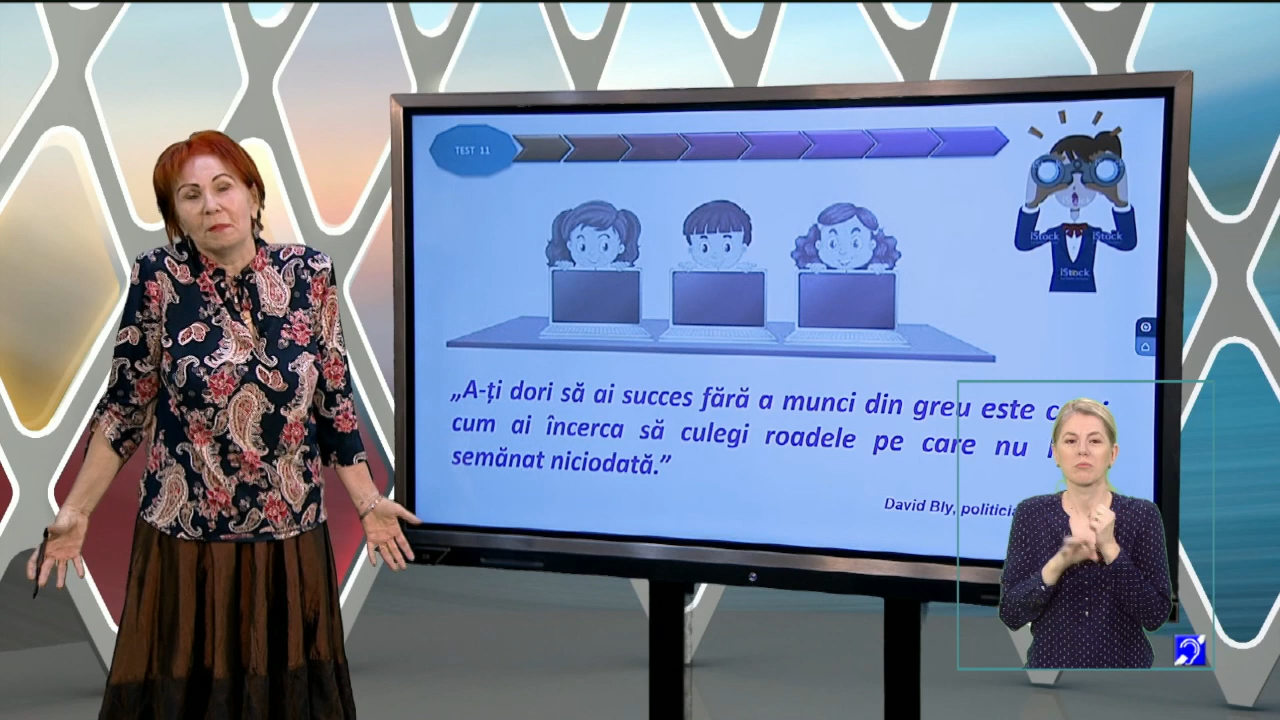 TEST 11
iStock iStock
iStock
„A-ți dori să ai succes fără a munci din greu este
cum ai încerca să culegi roadele pe care nu
semănat niciodată.”
David Bly,